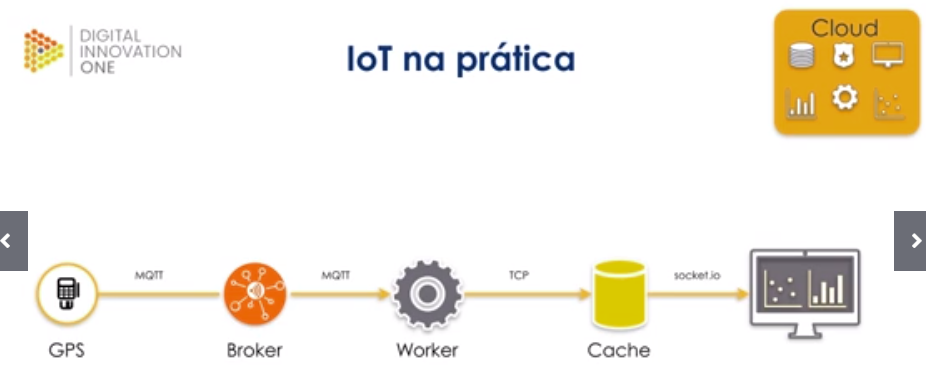 DIGITAL
INNOVATION
ONE
IoT na prática
Cloud
MQTT
MQTT
TCP
socket.io
GPS
Broker
Worker
Cache